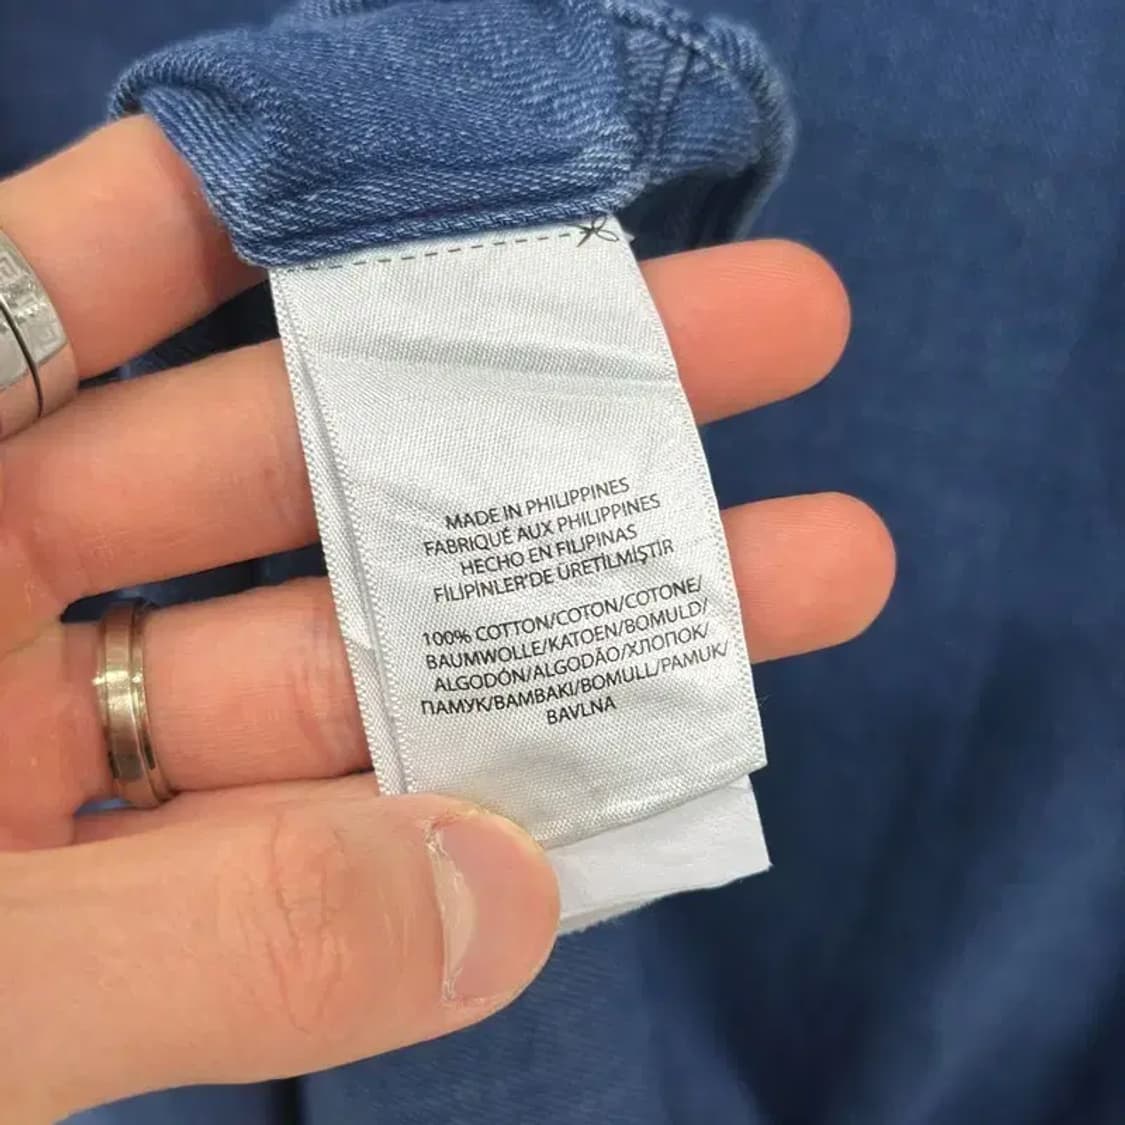 MADE IN PHILIPPINES
FABRIQUÉ AUX PHILIPPINES
HECHO EN FILIPINAS
FİLİPİNLER'DE ÜRETİLMİŞTİR
100% COTTON/COTON/COTONE/
BAUMWOLLE/KATOEN/BOMULD/
ALGODÓN/ALGODÃO/ХЛОПОК/
ПАМУК/BAMBAKI/BOMULL/PAMUK/
BAVLNA